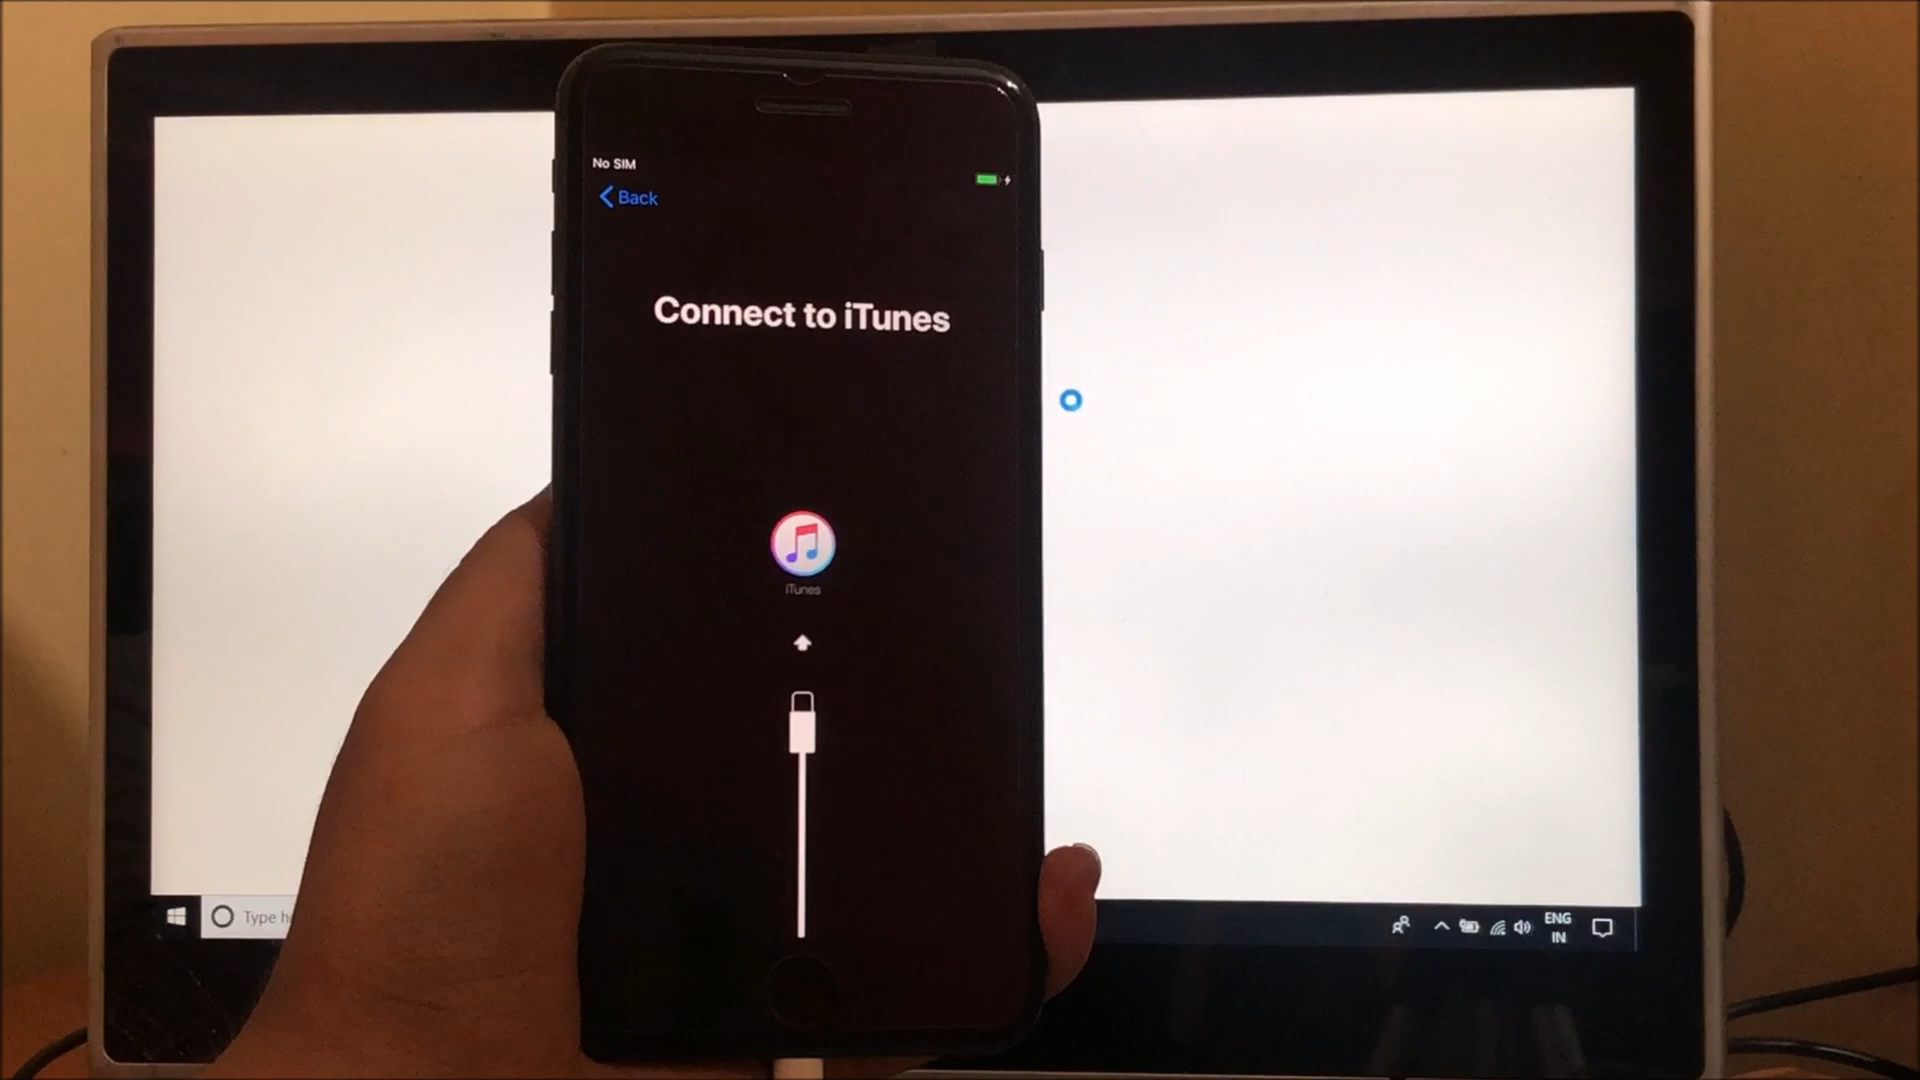 No SIM
Back
Connect to iTunes
iTunes
Type
ENG
IN